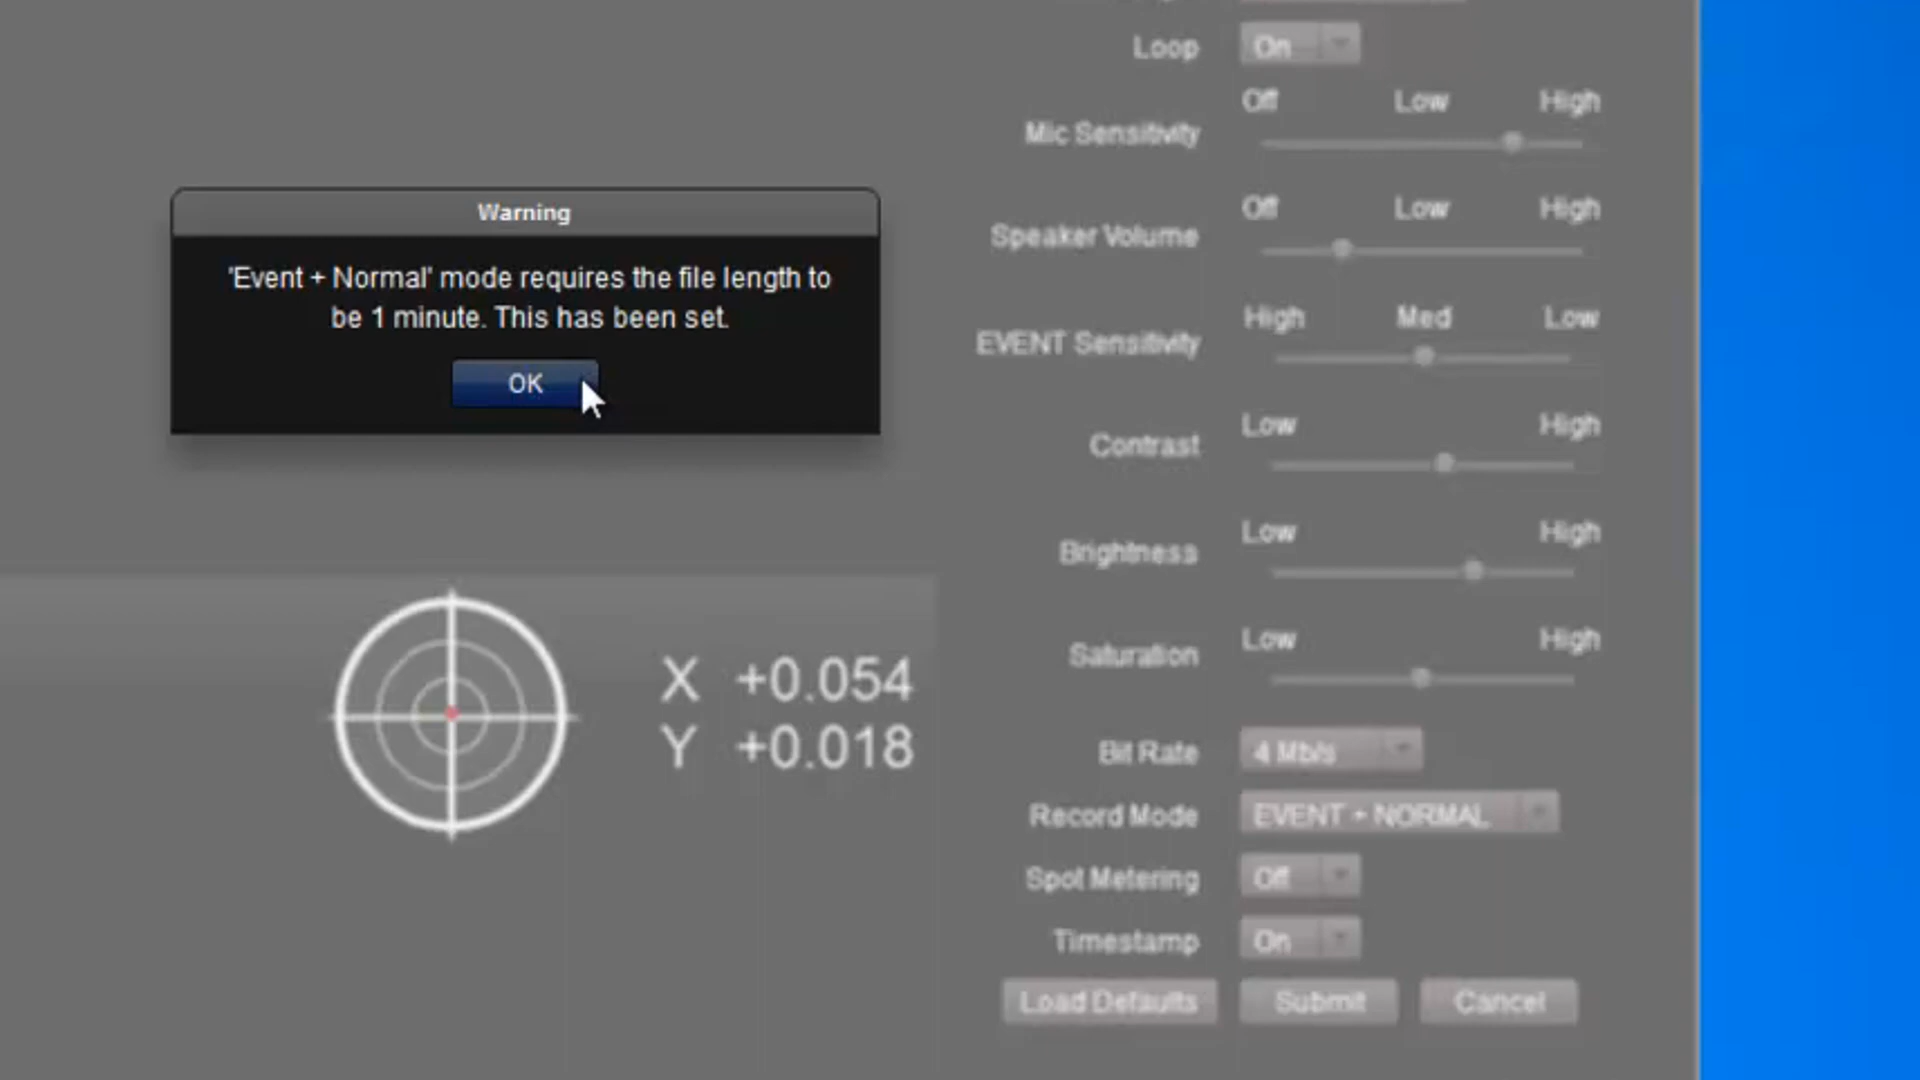 Loop On
Off Low High
Mic Sensitivity
Off Low High
Speaker Volume
High Med Low
EVENT Sensitivity
Low High
Contrast
Low High
Brightness
Low High
Saturation
Bit Rate 4 Mb/s
Record Mode EVENT + NORMAL
Spot Metering Off
Timestamp On
Load Defaults Submit Cancel
Warning
'Event + Normal' mode requires the file length to
be 1 minute. This has been set.
OK
X +0.054
Y +0.018